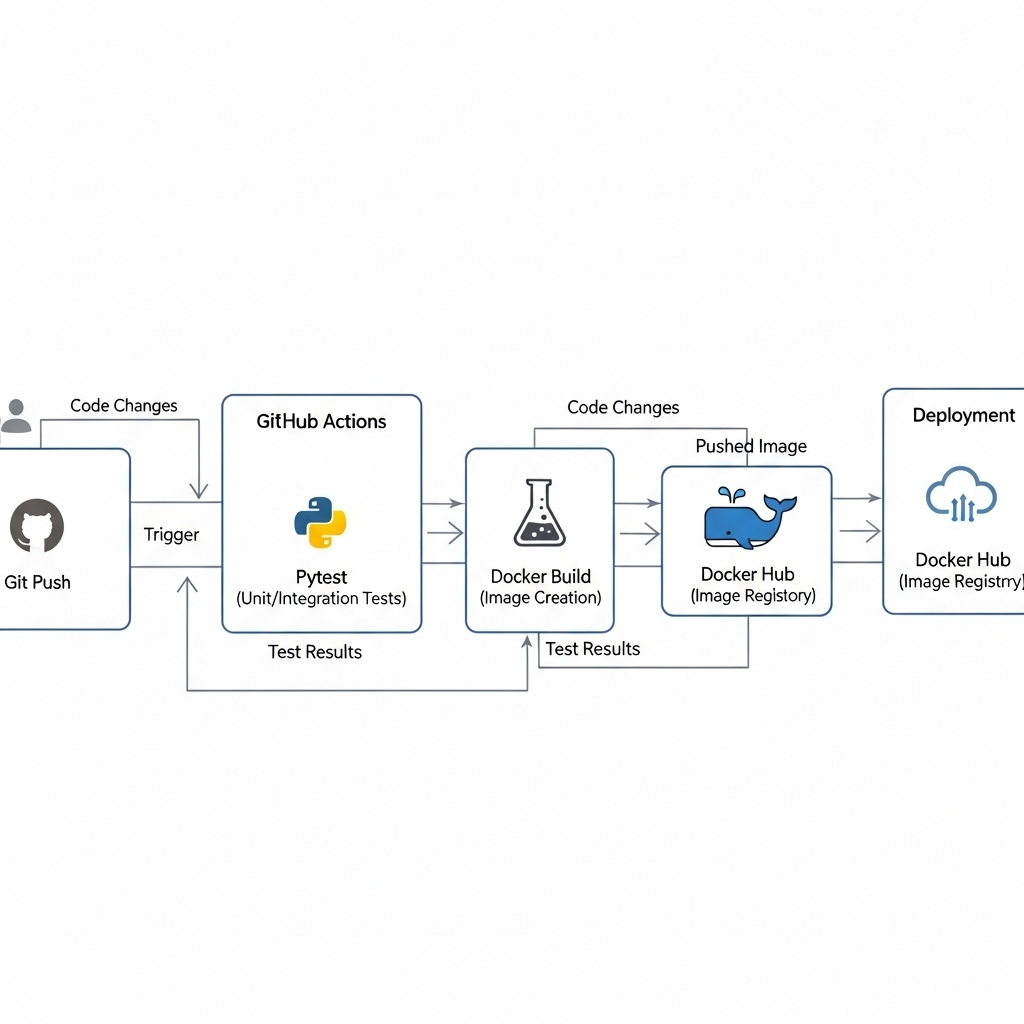 Code Changes
Git Push
Trigger
GitHub Actions
Pytest
(Unit/Integration Tests)
Test Results
Code Changes
Docker Build
(Image Creation)
Test Results
Pushed Image
Docker Hub
(Image Registory)
Deployment
Docker Hub
(Image Registrry)